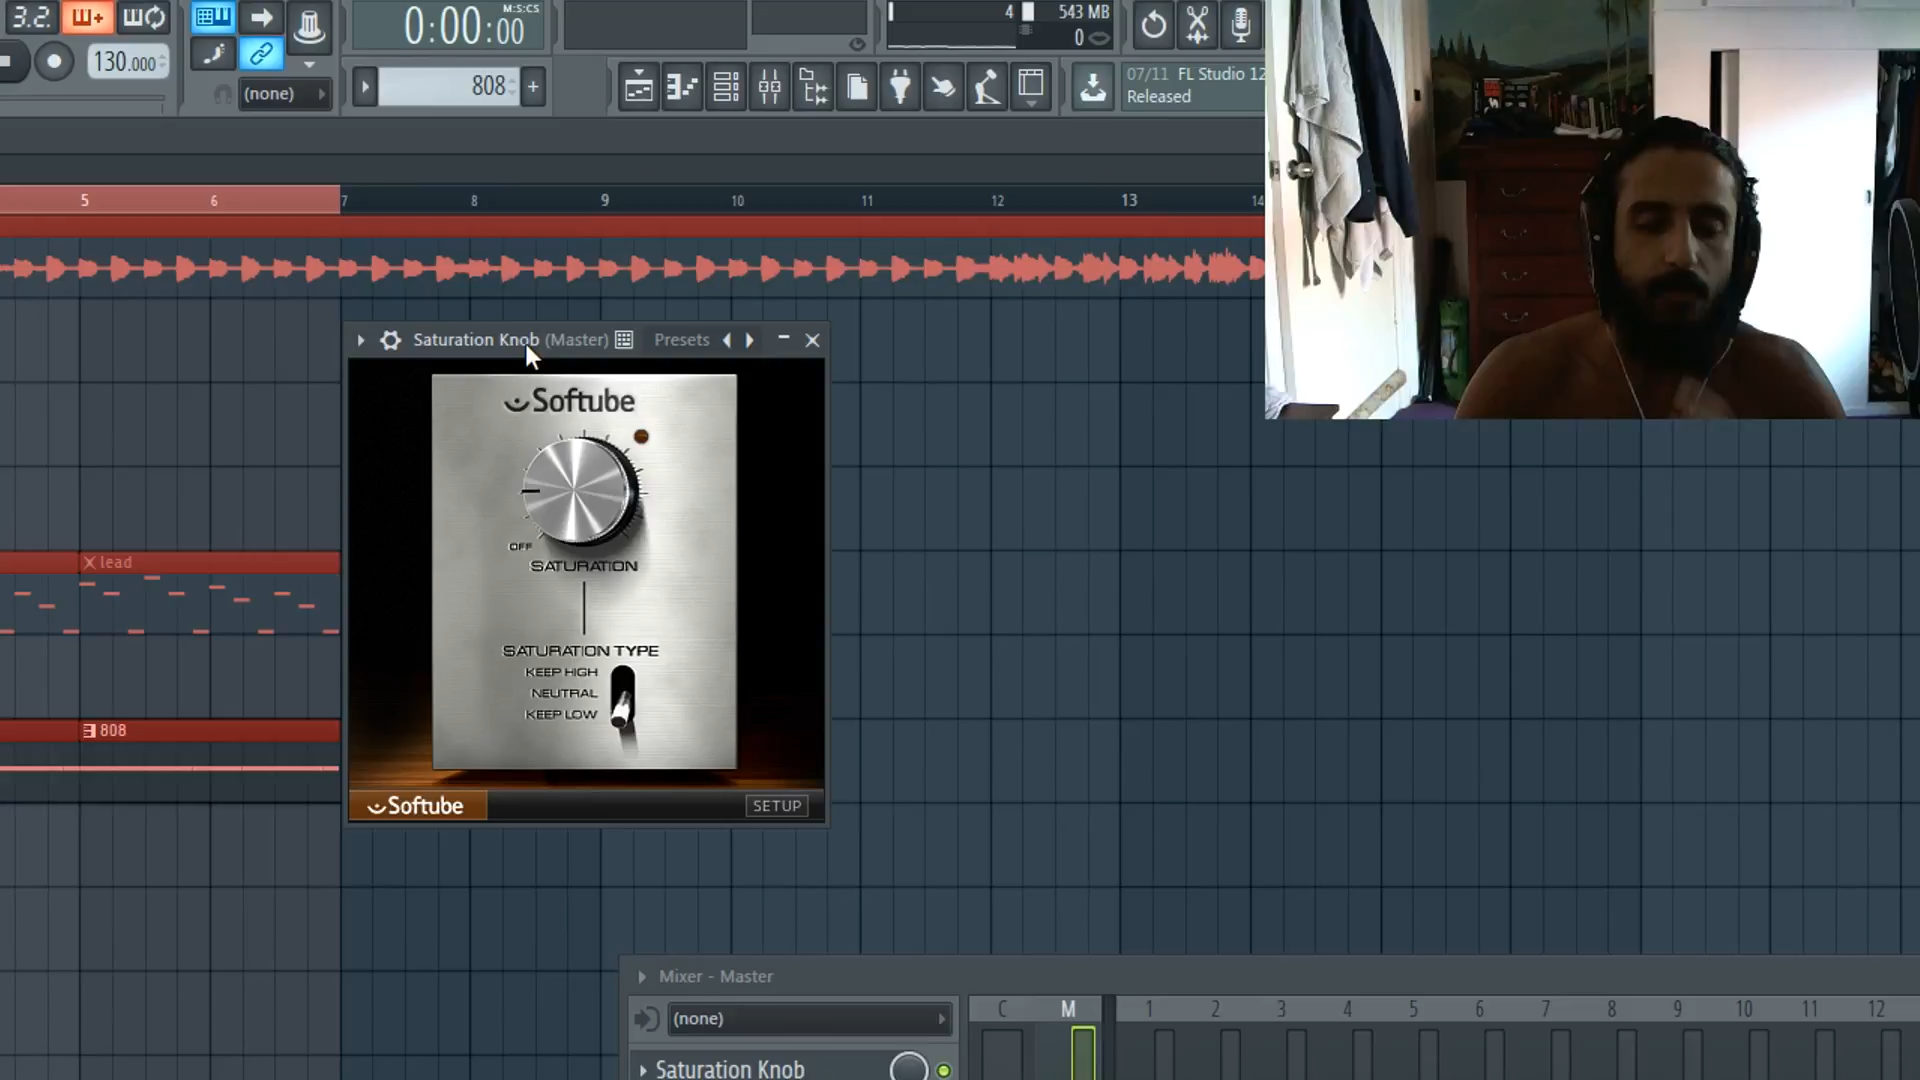 3.2.
M:S:CS
0:00:00
4
543 MB
0
130.000
(none)
808
+
07/11 FL Studio 12
Released
5 6 7 8 9 10 11 12 13 14
Saturation Knob (Master)
Presets
Softube
OFF
SATURATION
SATURATION TYPE
KEEP HIGH
NEUTRAL
KEEP LOW
Softube
SETUP
lead
808
Mixer - Master
(none)
C M 1 2 3 4 5 6 7 8 9 10 11 12
Saturation Knob